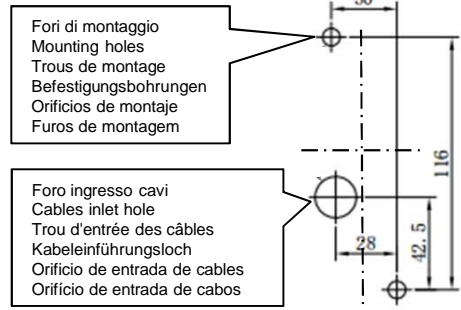 Fori di montaggio
Mounting holes
Trous de montage
Befestigungsbohrungen
Orificios de montaje
Furos de montagem
116
Foro ingresso cavi
Cables inlet hole
Trou d'entrée des câbles
Kabeleinführungsloch
Orificio de entrada de cables
Orifício de entrada de cabos
28
42.5